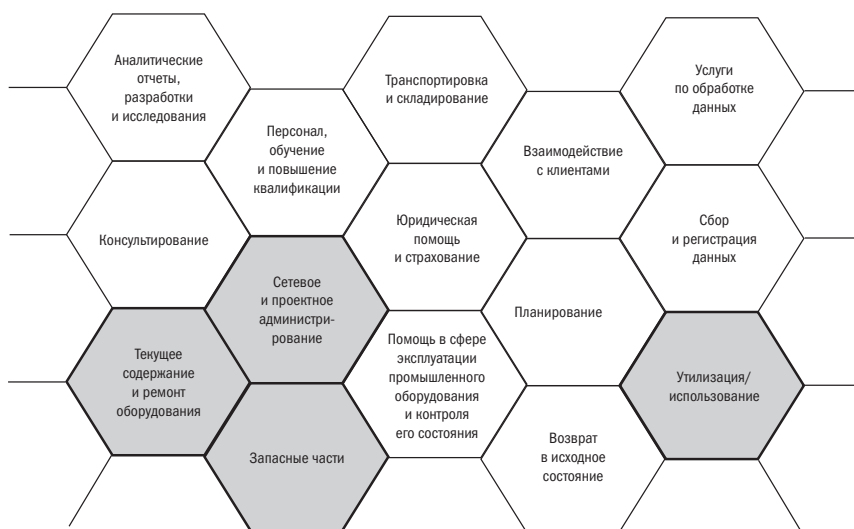 Аналитические
отчеты,
разработки
и исследования
Персонал,
обучение
и повышение
квалификации
Транспортировка
и складирование
Взаимодействие
с клиентами
Услуги
по обработке
данных
Консультирование
Сетевое
и проектное
администри-
рование
Юридическая
помощь
и страхование
Планирование
Сбор
и регистрация
данных
Текущее
содержание
и ремонт
оборудования
Запасные части
Помощь в сфере
эксплуатации
промышленного
оборудования
и контроля
его состояния
Возврат
в исходное
состояние
Утилизация/
использование